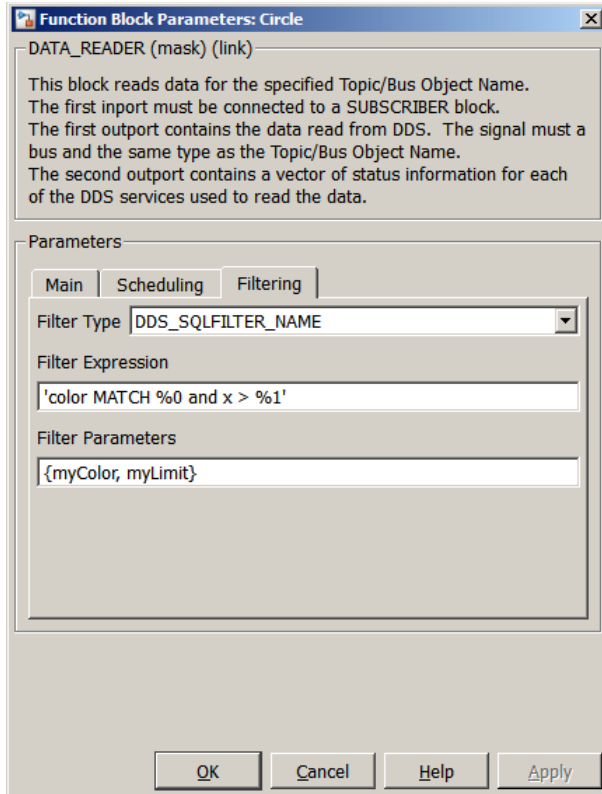 Function Block Parameters: Circle
DATA_READER (mask) (link)
This block reads data for the specified Topic/Bus Object Name.
The first inport must be connected to a SUBSCRIBER block.
The first outport contains the data read from DDS.  The signal must a
bus and the same type as the Topic/Bus Object Name.
The second outport contains a vector of status information for each
of the DDS services used to read the data.
Parameters
Main Scheduling Filtering
Filter Type DDS_SQLFILTER_NAME
Filter Expression
'color MATCH %0 and x > %1'
Filter Parameters
{myColor, myLimit}
OK Cancel Help Apply